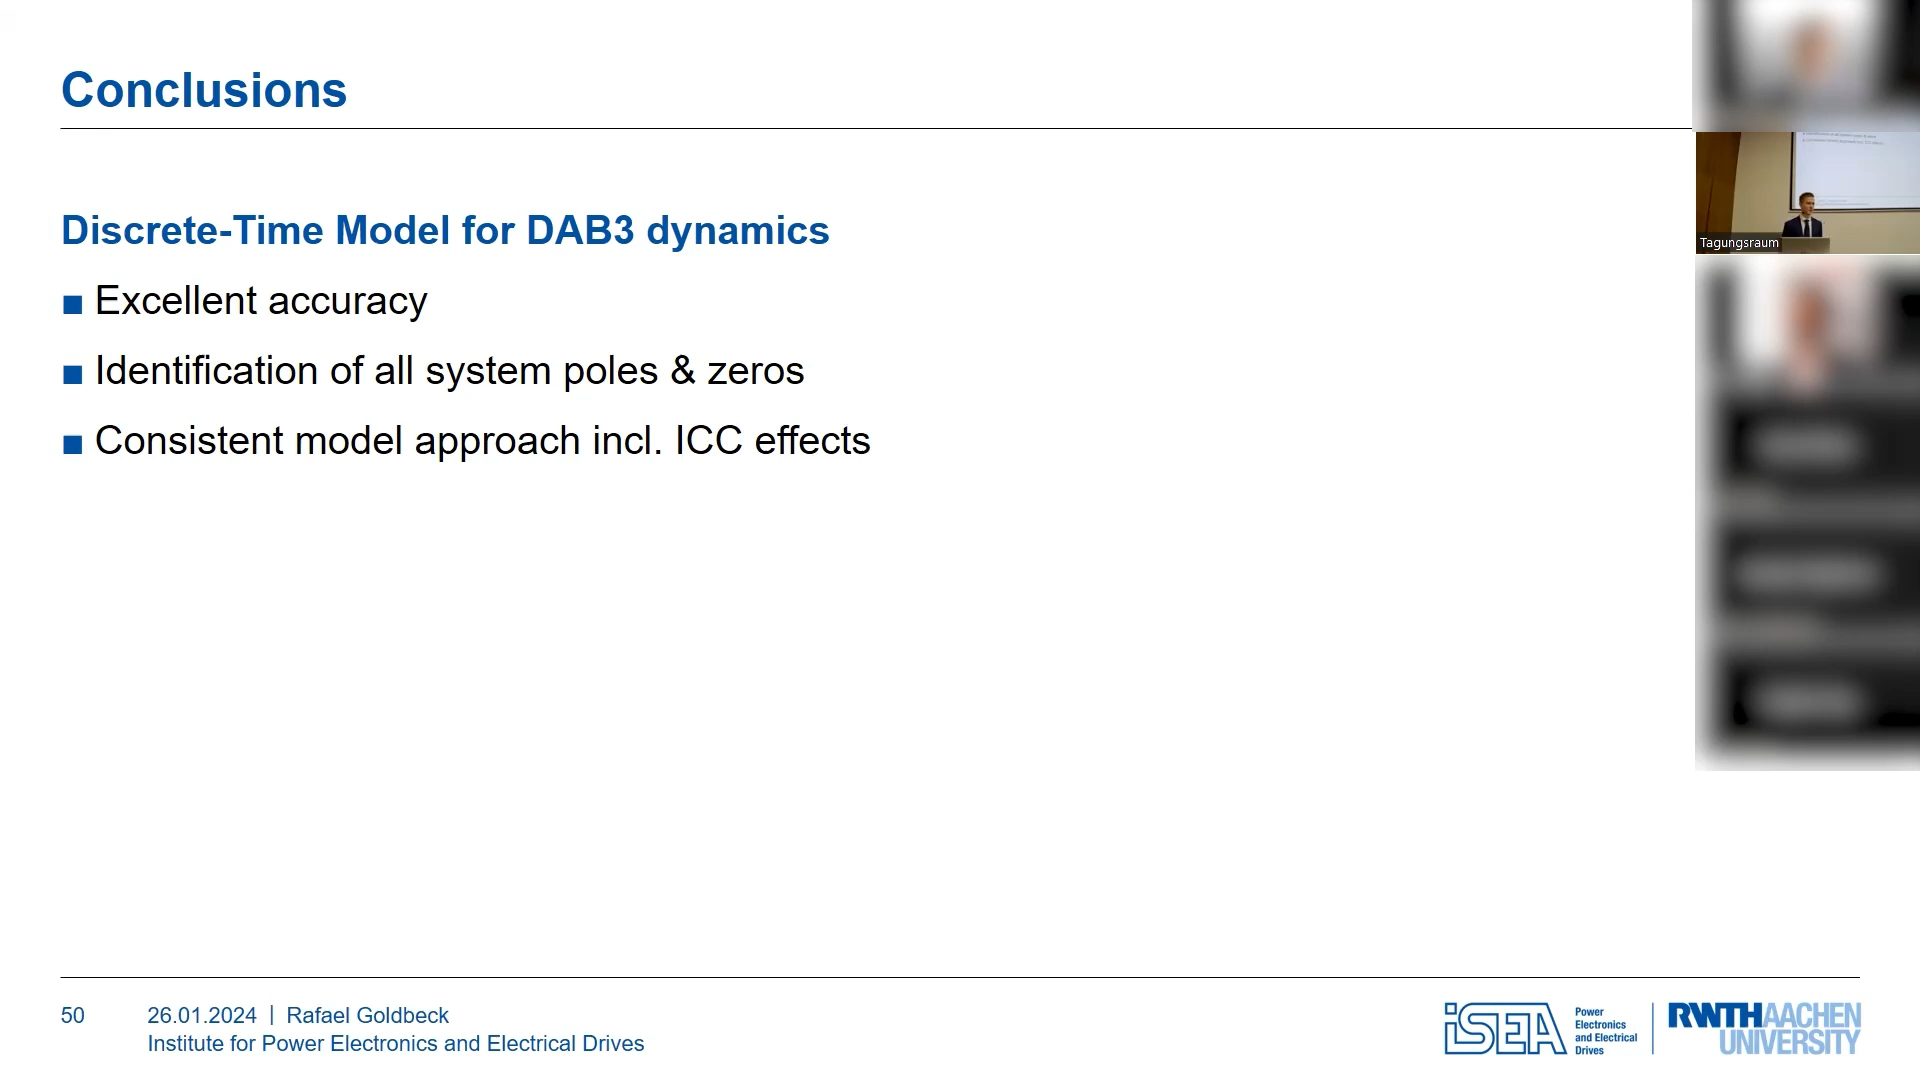 Conclusions
Discrete-Time Model for DAB3 dynamics
Excellent accuracy
Identification of all system poles & zeros
Consistent model approach incl. ICC effects
Tagungsraum
50
26.01.2024 | Rafael Goldbeck
Institute for Power Electronics and Electrical Drives
iSEA
Power
Electronics
and Electrical
Drives
RWTHAACHEN
UNIVERSITY